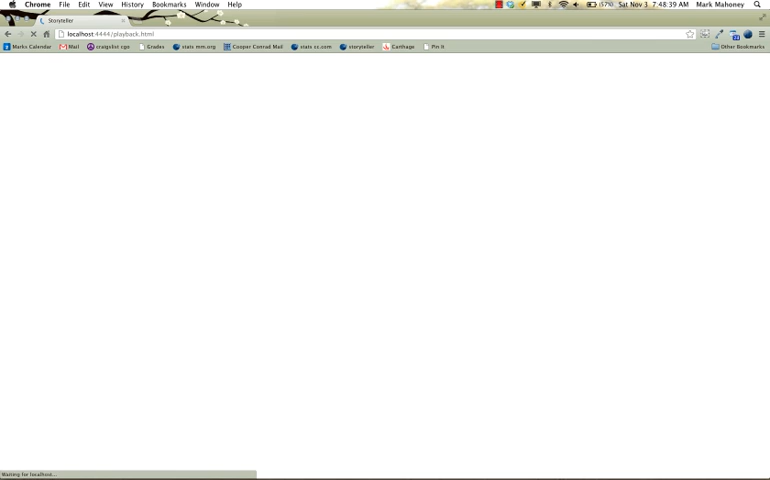 Chrome File Edit View History Bookmarks Window Help Sat Nov 3 7:48:39 AM Mark Mahoney
Storyteller
localhost:4444/playback.html
Marks Calendar Mail craigslist cgo Grades stats mm.org Cooper Conrad Mail stats sc.com storyteller Carthage Pin It Other Bookmarks
Waiting for localhost...